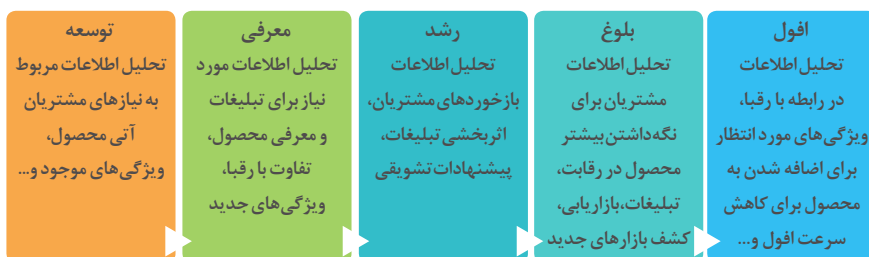 توسعه
تحلیل اطلاعات مربوط
به نیازهای مشتریان
آتی محصول،
ویژگی‌های موجود و...
معرفی
تحلیل اطلاعات مورد
نیاز برای تبلیغات
و معرفی محصول،
تفاوت با رقبا،
ویژگی‌های جدید
رشد
تحلیل اطلاعات
بازخوردهای مشتریان،
اثربخشی تبلیغات،
پیشنهادات تشویقی
بلوغ
تحلیل اطلاعات
مشتریان برای
نگه‌داشتن بیشتر
محصول در رقابت،
تبلیغات،بازاریابی،
کشف بازارهای جدید
افول
تحلیل اطلاعات
در رابطه با رقبا،
ویژگی‌های مورد انتظار
برای اضافه شدن به
محصول برای کاهش
سرعت افول و...